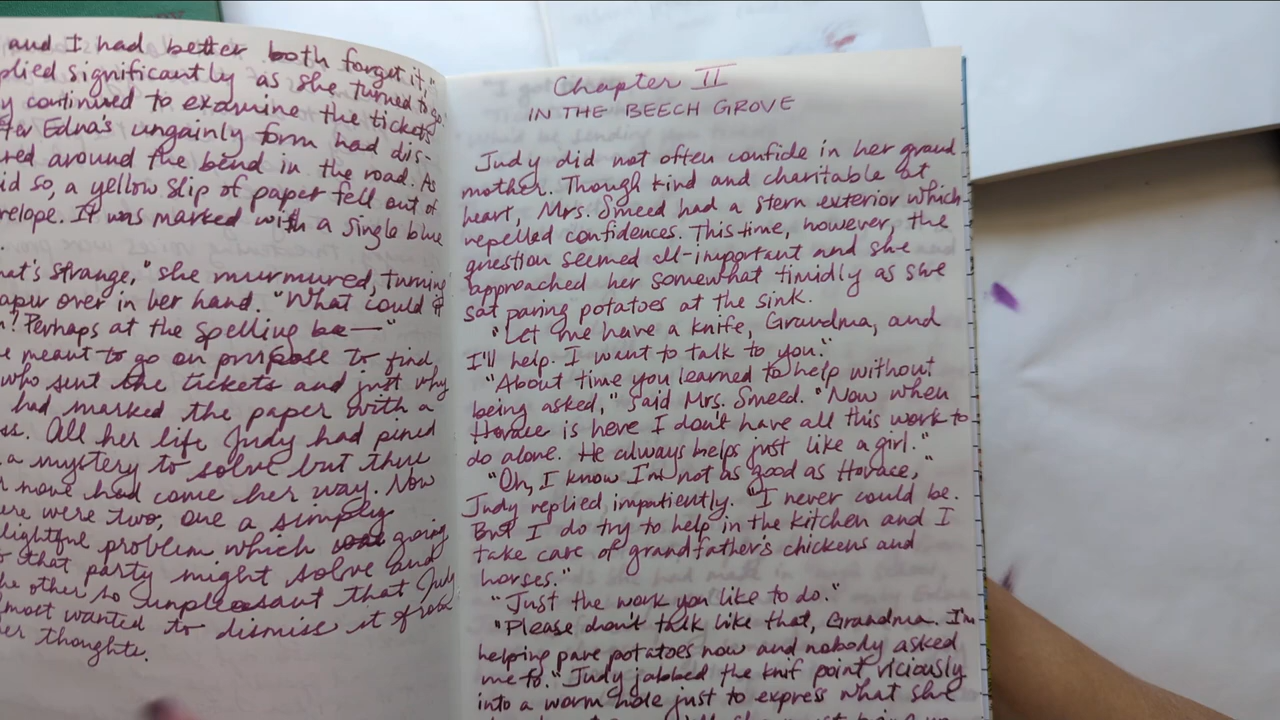 and I had better both forget it,"
plied significantly as she turned to go.
y continued to examine the tickets
ter Edna's ungainly form had dis-
red around the bend in the road. As
id so, a yellow slip of paper fell out of
velope. It was marked with a single blue
hat's strange," she murmured, turning
aper over in her hand. "What could it
n? Perhaps at the spelling be—"
e meant to go on purpose to find
who sent the tickets and just why
had marked the paper with a
ss. All her life Judy had pined
a mystery to solve but there
r none had come her way. Now
ere were two, one a simply
lightful problem which going
o that party might solve and
he other so unpleasant that Judy
most wanted to dismiss it from
her thoughts.
Chapter II
IN THE BEECH GROVE
Judy did not often confide in her grand
mother. Though kind and charitable at
heart, Mrs. Smeed had a stern exterior which
repelled confidences. This time, however, the
question seemed all-important and she
approached her somewhat timidly as she
sat paring potatoes at the sink.
"Let me have a knife, Grandma, and
I'll help. I want to talk to you."
"About time you learned to help without
being asked," said Mrs. Smeed. "Now when
Horace is here I don't have all this work to
do alone. He always helps just like a girl."
"Oh, I know I'm not as good as Horace,"
Judy replied, impatiently. "I never could be.
But I do try to help in the kitchen and I
take care of grandfather's chickens and
horses."
"Just the work you like to do."
"Please don't talk like that, Grandma. I'm
helping pare potatoes now and nobody asked
me to." Judy jabbed the knif point viciously
into a worm hole just to express what she